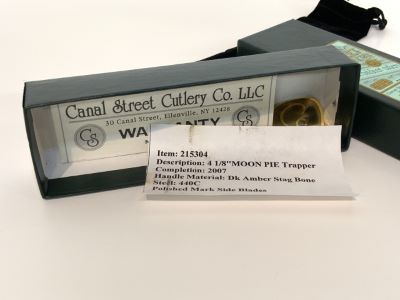 Canal Street Cutlery Co. LLC
30 Canal Street, Ellenville, NY 12428
CS
WARRANTY
CS
Item: 215304
Description: 4 1/8"MOON PIE Trapper
Completion: 2007
Handle Material: Dk Amber Stag Bone
Steel: 440C
Polished Mark Side Blades